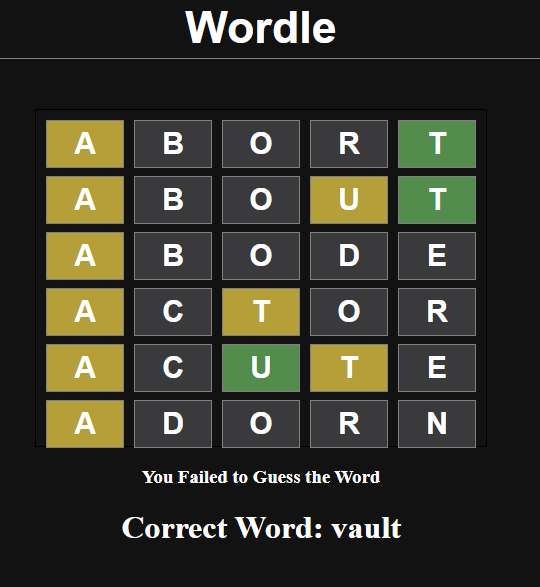 Wordle
A B O R T
A B O U T
A B O D E
A C T O R
A C U T E
A D O R N
You Failed to Guess the Word
Correct Word: vault